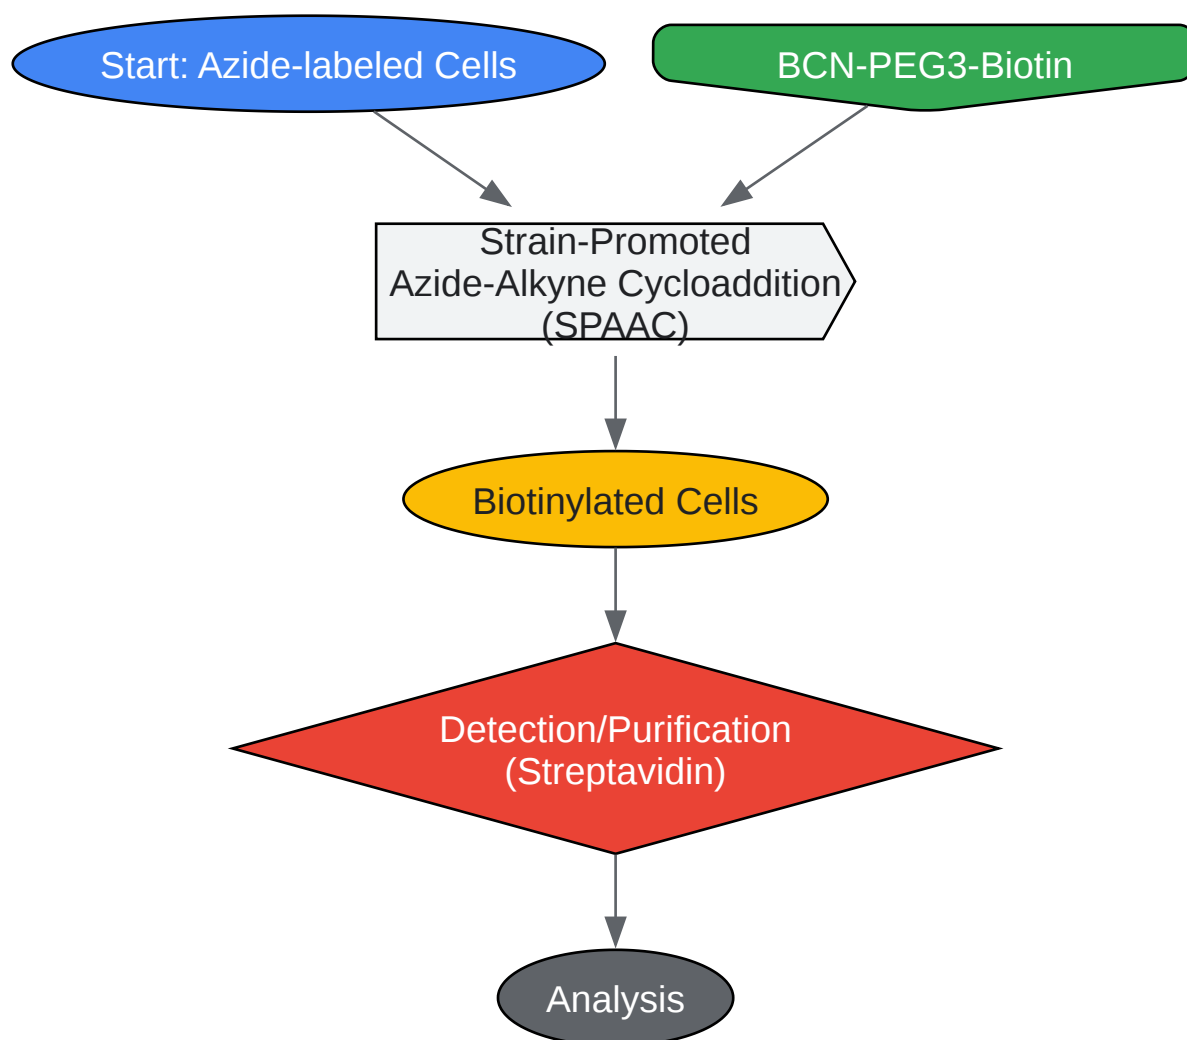 Start: Azide-labeled Cells
BCN-PEG3-Biotin
Strain-Promoted
Azide-Alkyne Cycloaddition
(SPAAC)
Biotinylated Cells
Detection/Purification
(Streptavidin)
Analysis